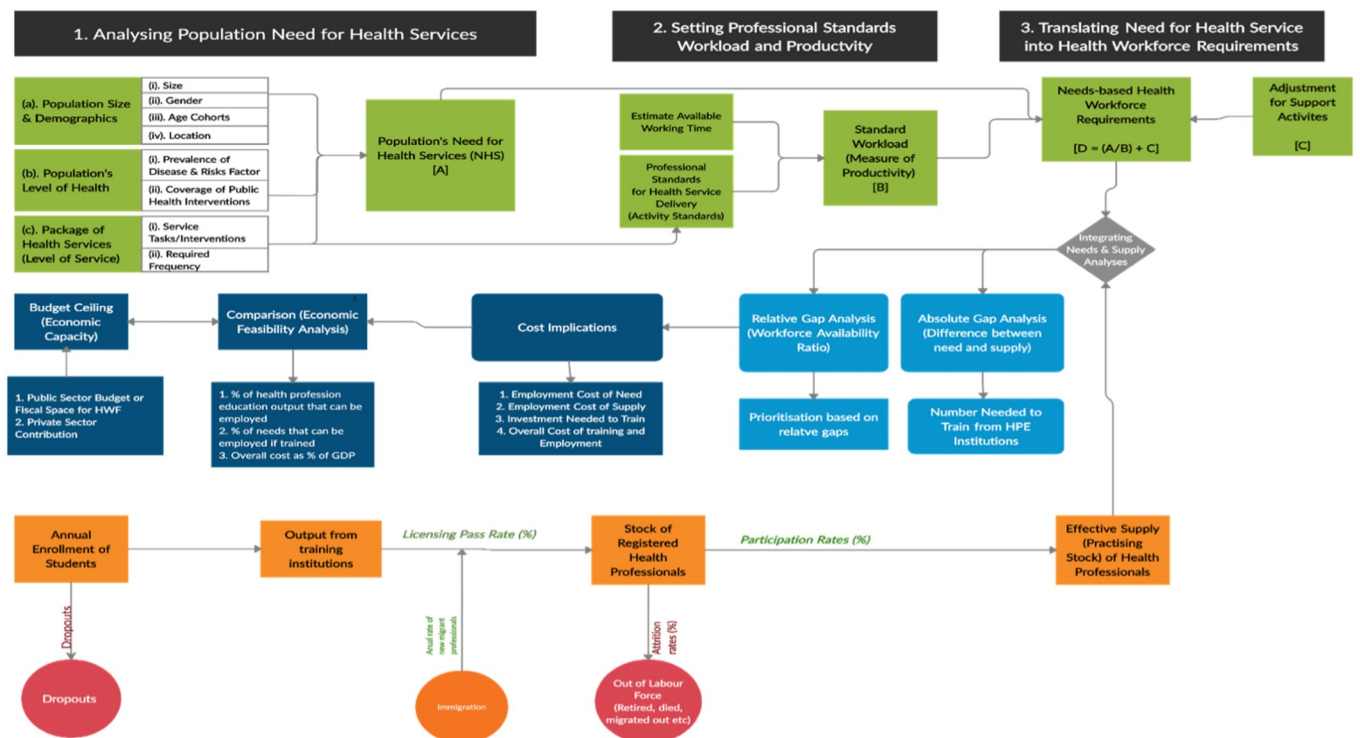 1. Analysing Population Need for Health Services
2. Setting Professional Standards
Workload and Productvity
3. Translating Need for Health Service
into Health Workforce Requirements
(a). Population Size
& Demographics
(i). Size
(ii). Gender
(iii). Age Cohorts
(iv). Location
(b). Population's
Level of Health
(i). Prevalence of
Disease & Risks Factor
(ii). Coverage of Public
Health Interventions
(c). Package of
Health Services
(Level of Service)
(i). Service
Tasks/Interventions
(ii). Required
Frequency
Population's Need for
Health Services (NHS)
[A]
Estimate Available
Working Time
Professional
Standards
for Health Service
Delivery
(Activity Standards)
Standard
Workload
(Measure of
Productivity)
[B]
Needs-based Health
Workforce
Requirements
[D = (A/B) + C]
Adjustment
for Support
Activites
[C]
Integrating
Needs & Supply
Analyses
Budget Ceiling
(Economic
Capacity)
Comparison (Economic
Feasibility Analysis)
Cost Implications
Relative Gap Analysis
(Workforce Availability
Ratio)
Absolute Gap Analysis
(Difference between
need and supply)
1. Public Sector Budget or
Fiscal Space for HWF
2. Private Sector
Contribution
1. % of health profession
education output that can be
employed
2. % of needs that can be
employed if trained
3. Overall cost as % of GDP
1. Employment Cost of Need
2. Employment Cost of Supply
3. Investment Needed to Train
4. Overall Cost of training and
Employment
Prioritisation based on
relatve gaps
Number Needed to
Train from HPE
Institutions
Annual
Enrollment of
Students
Output from
training
institutions
Licensing Pass Rate (%)
Stock of
Registered
Health
Professionals
Participation Rates (%)
Effective Supply
(Practising
Stock) of Health
Professionals
Dropouts
Anual rate of
new migrant
professionals
Attrition
rates (%)
Dropouts
Immigration
Out of Labour
Force
(Retired, died,
migrated out etc)